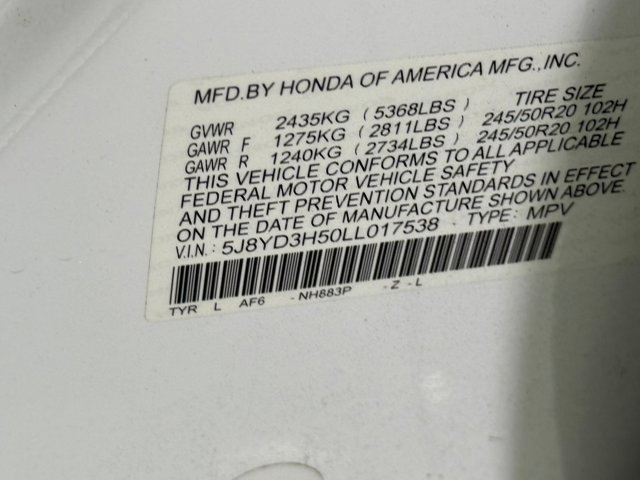 MFD.BY HONDA OF AMERICA MFG.,INC.
GVWR 2435KG (5368LBS) TIRE SIZE
GAWR F 1275KG (2811LBS) 245/50R20 102H
GAWR R 1240KG (2734LBS) 245/50R20 102H
THIS VEHICLE CONFORMS TO ALL APPLICABLE
FEDERAL MOTOR VEHICLE SAFETY
AND THEFT PREVENTION STANDARDS IN EFFECT
ON THE DATE OF MANUFACTURE SHOWN ABOVE.
V.I.N.: 5J8YD3H50LL017538 TYPE: MPV
TYR L AF6 -NH883P -Z-L